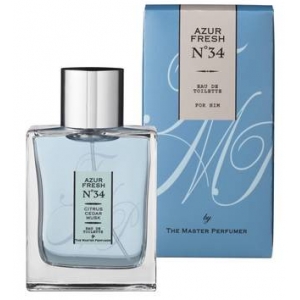 AZUR
FRESH
N°34
EAU DE
TOILETTE
FOR HIM
by
THE MASTER PERFUMER
AZUR
FRESH
N°34
CITRUS
CEDAR
MUSK
EAU DE
TOILETTE